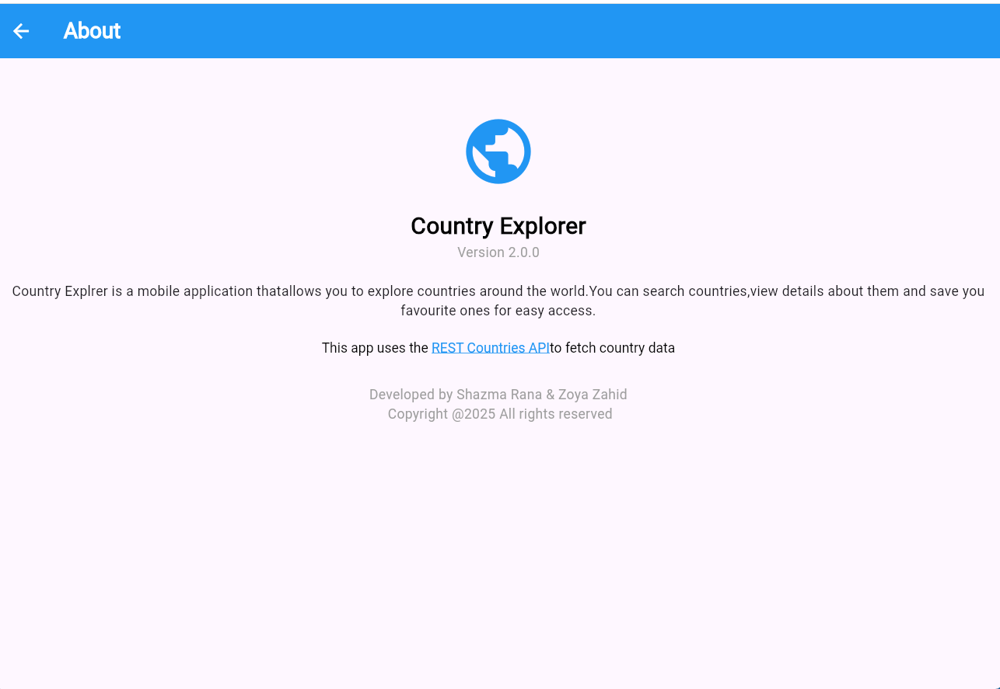 About
Country Explorer
Version 2.0.0
Country Explrer is a mobile application thatallows you to explore countries around the world.You can search countries,view details about them and save you
favourite ones for easy access.
This app uses the REST Countries APIto fetch country data
Developed by Shazma Rana & Zoya Zahid
Copyright @2025 All rights reserved